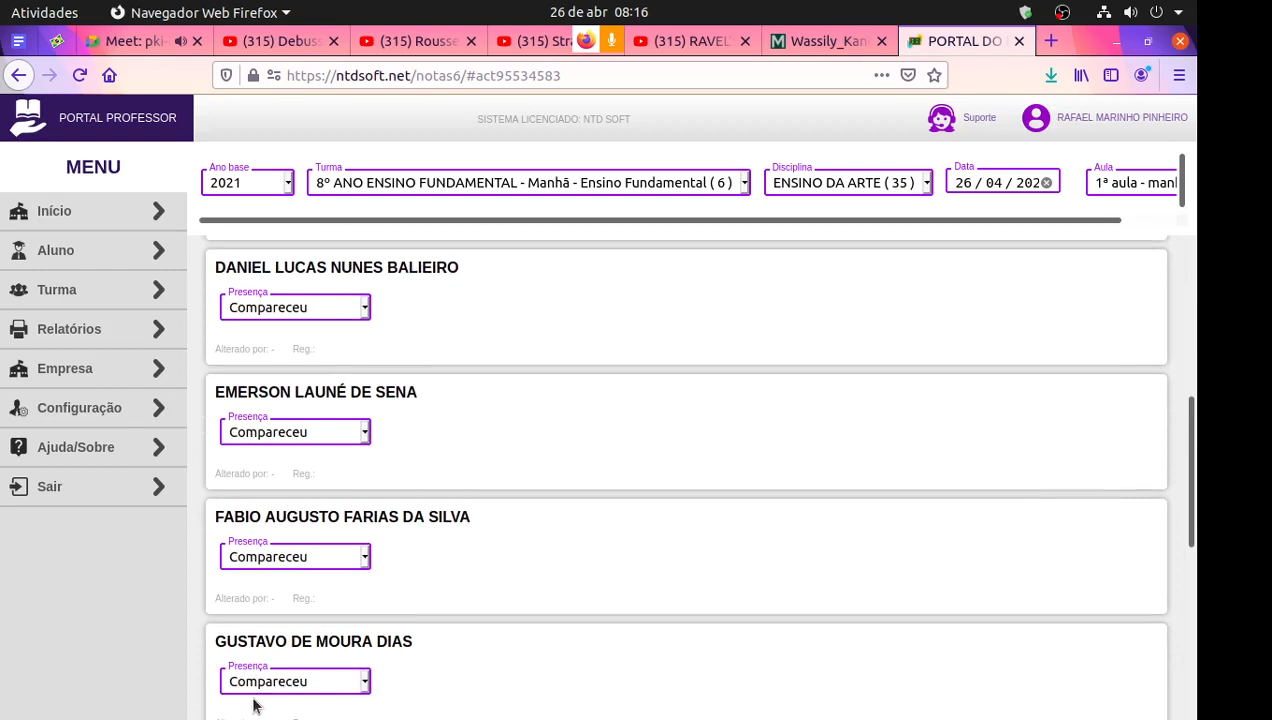 Atividades
Navegador Web Firefox
26 de abr 08:16
Meet: pki-
(315) Debus
(315) Rousse
(315) Stra
(315) RAVEL'
Wassily_Kan
PORTAL DO
https://ntdsoft.net/notas6/#act95534583
PORTAL PROFESSOR
SISTEMA LICENCIADO: NTD SOFT
Suporte
RAFAEL MARINHO PINHEIRO
MENU
Início
Aluno
Turma
Relatórios
Empresa
Configuração
Ajuda/Sobre
Sair
Ano base
2021
Turma
8º ANO ENSINO FUNDAMENTAL - Manhã - Ensino Fundamental ( 6 )
Disciplina
ENSINO DA ARTE ( 35 )
Data
26 / 04 / 202
Aula
1ª aula - man
DANIEL LUCAS NUNES BALIEIRO
Presença
Compareceu
Alterado por: - Reg.:
EMERSON LAUNÉ DE SENA
Presença
Compareceu
Alterado por: - Reg.:
FABIO AUGUSTO FARIAS DA SILVA
Presença
Compareceu
Alterado por: - Reg.:
GUSTAVO DE MOURA DIAS
Presença
Compareceu